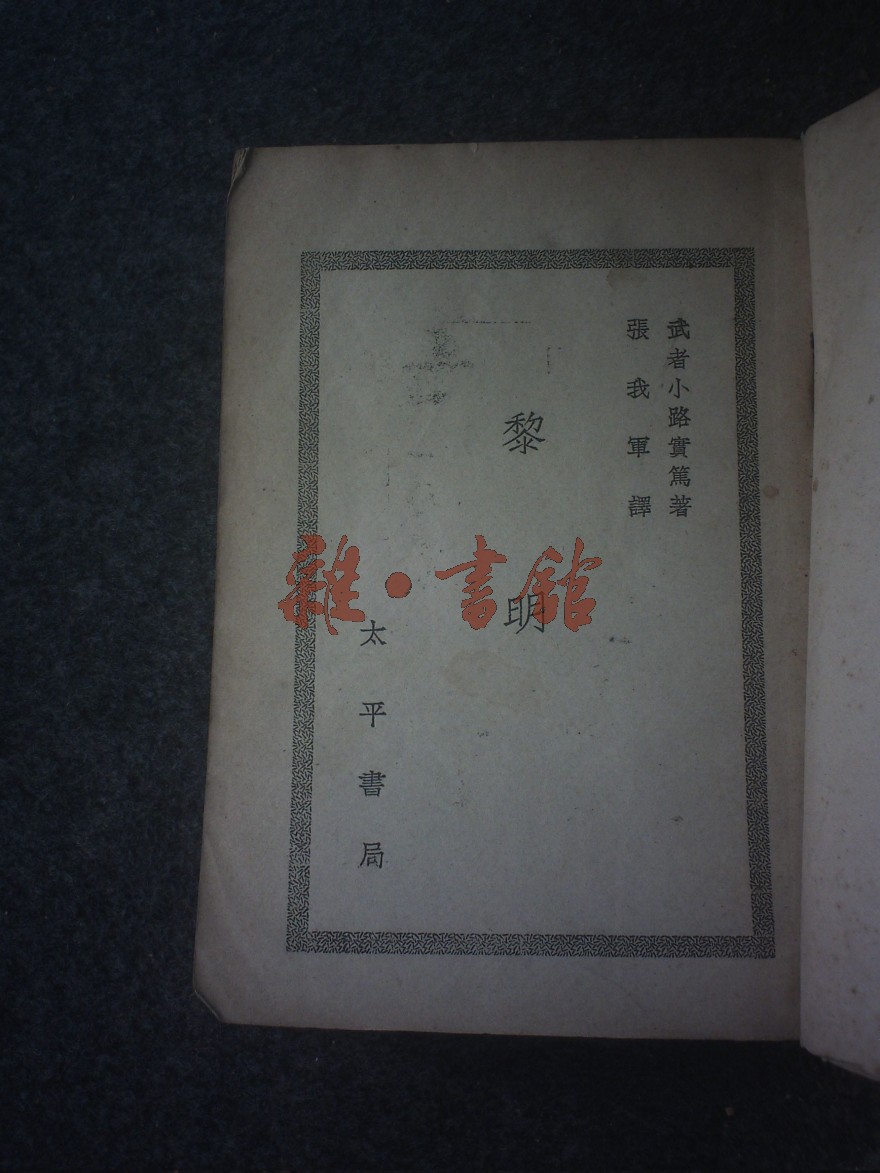 武者小路實篤著
張我軍譯
黎明
太平書局
雜·書館